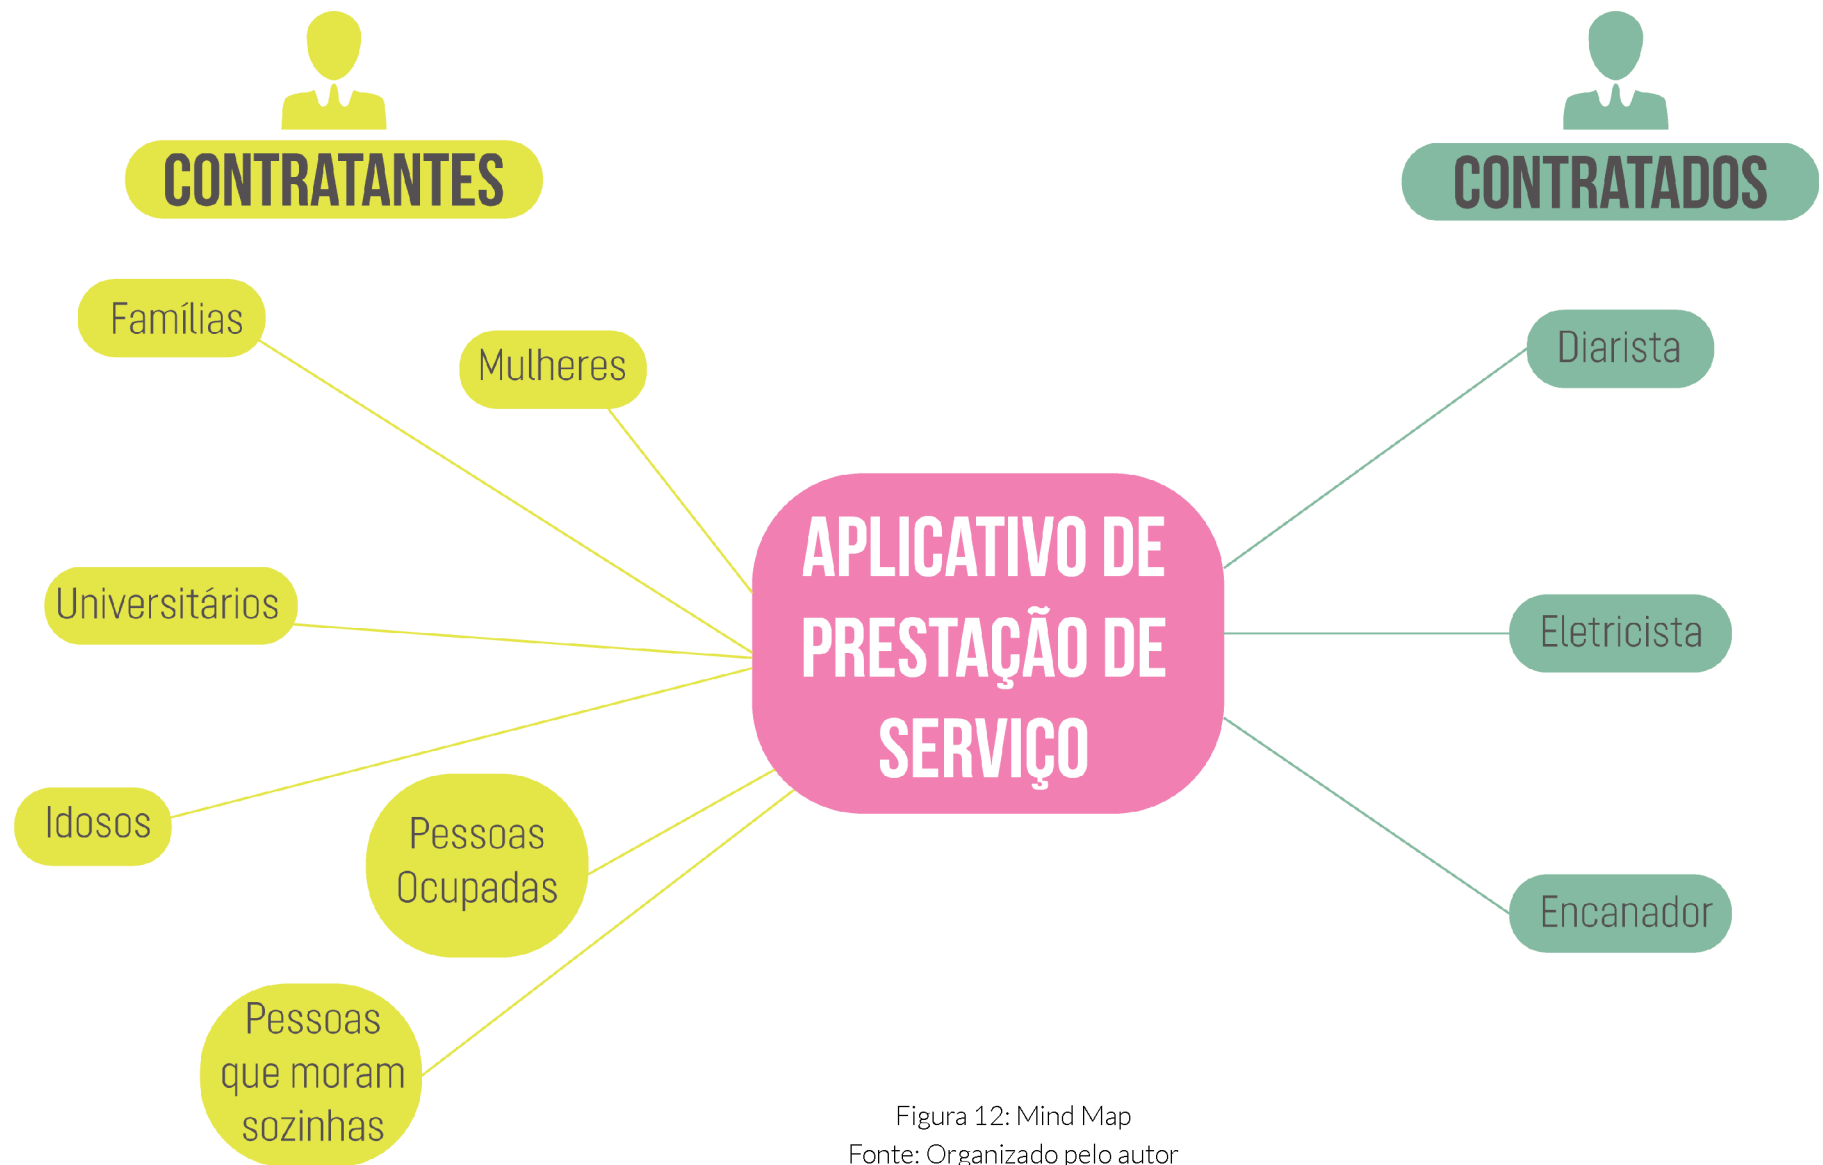 CONTRATANTES
CONTRATADOS
Famílias
Mulheres
Diarista
APLICATIVO DE
PRESTAÇÃO DE
SERVIÇO
Universitários
Eletricista
Idosos
Pessoas
Ocupadas
Encanador
Pessoas
que moram
sozinhas
Figura 12: Mind Map
Fonte: Organizado pelo autor